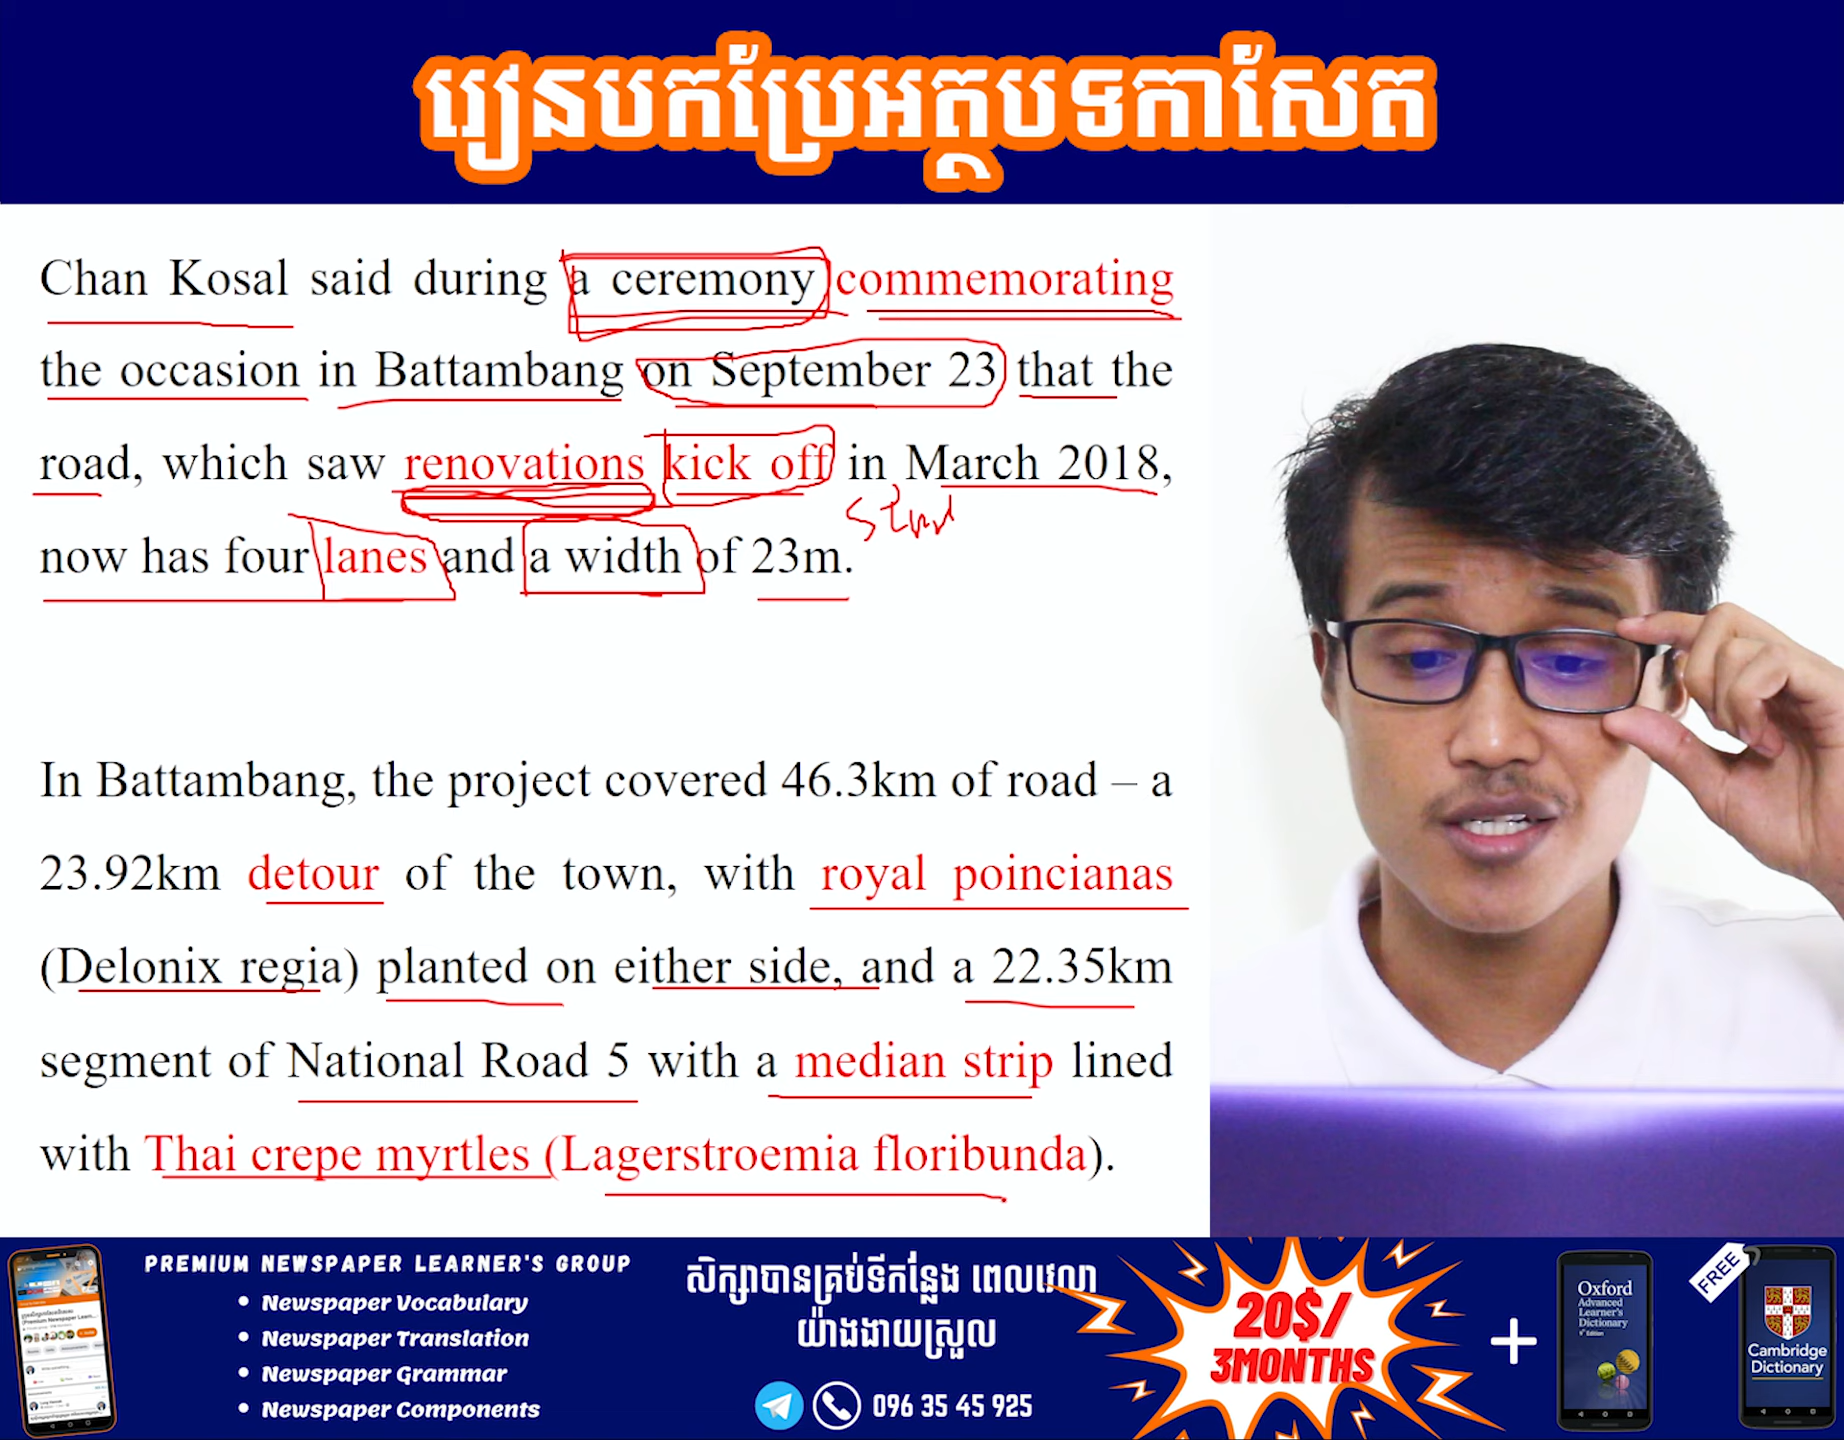 រៀនបកប្រែអត្ថបទកាសែត
Chan Kosal said during a ceremony commemorating
the occasion in Battambang on September 23 that the
road, which saw renovations kick off in March 2018,
start
now has four lanes and a width of 23m.
In Battambang, the project covered 46.3km of road – a
23.92km detour of the town, with royal poincianas
(Delonix regia) planted on either side, and a 22.35km
segment of National Road 5 with a median strip lined
with Thai crepe myrtles (Lagerstroemia floribunda).
PREMIUM NEWSPAPER LEARNER'S GROUP
• Newspaper Vocabulary
• Newspaper Translation
• Newspaper Grammar
• Newspaper Components
សិក្សាបានគ្រប់ទីកន្លែង ពេលវេលា
យ៉ាងងាយស្រួល
096 35 45 925
20$/
3MONTHS
+
Oxford
Advanced
Learner's
Dictionary
9th Edition
FREE
Cambridge
Dictionary